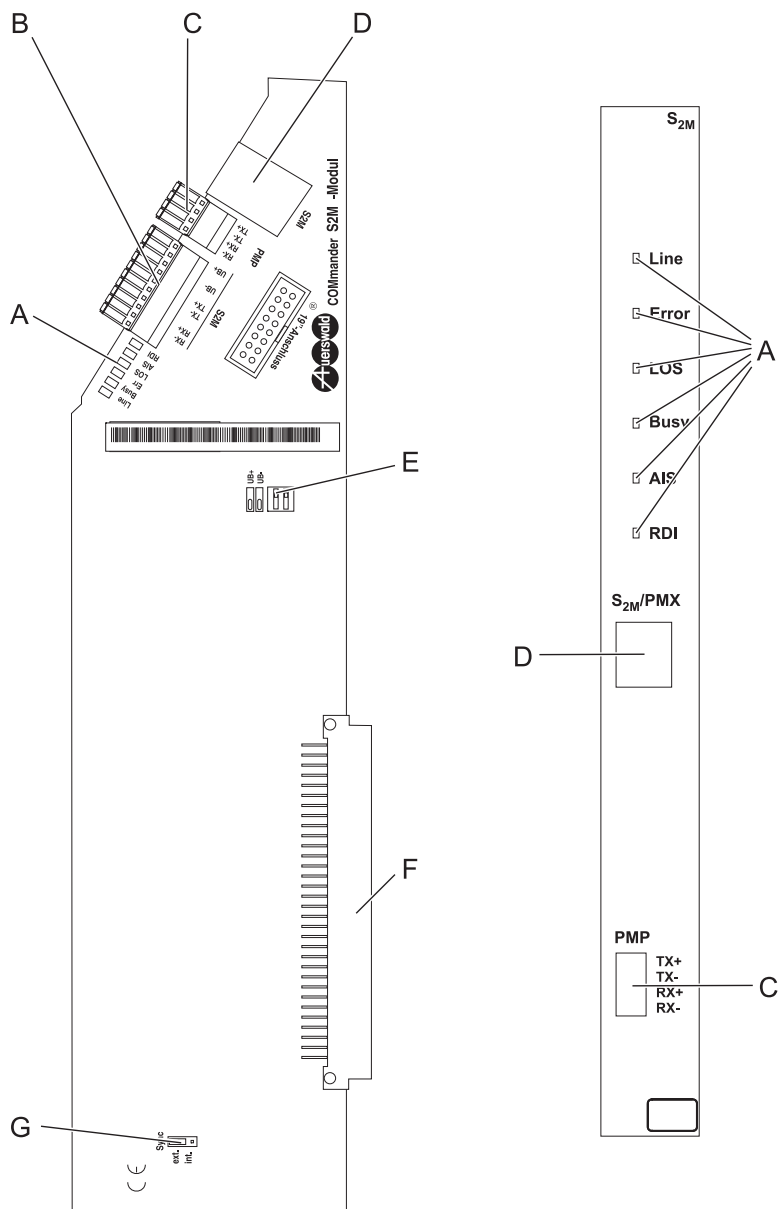 B
C
D
A
S2M
PMP
TX+
TX-
RX+
RX-
UB+
UB-
TX+
TX-
RX+
RX-
S2M
RDI
AIS
LOS
Err
Busy
Line
19"-Anschluss
Auerswald ®
COMmander S2M -Modul
UB+
UB-
E
F
G
Sync
ext.
int.
CE
S2M
Line
Error
LOS
Busy
AIS
RDI
A
S2M/PMX
D
PMP
TX+
TX-
RX+
RX-
C